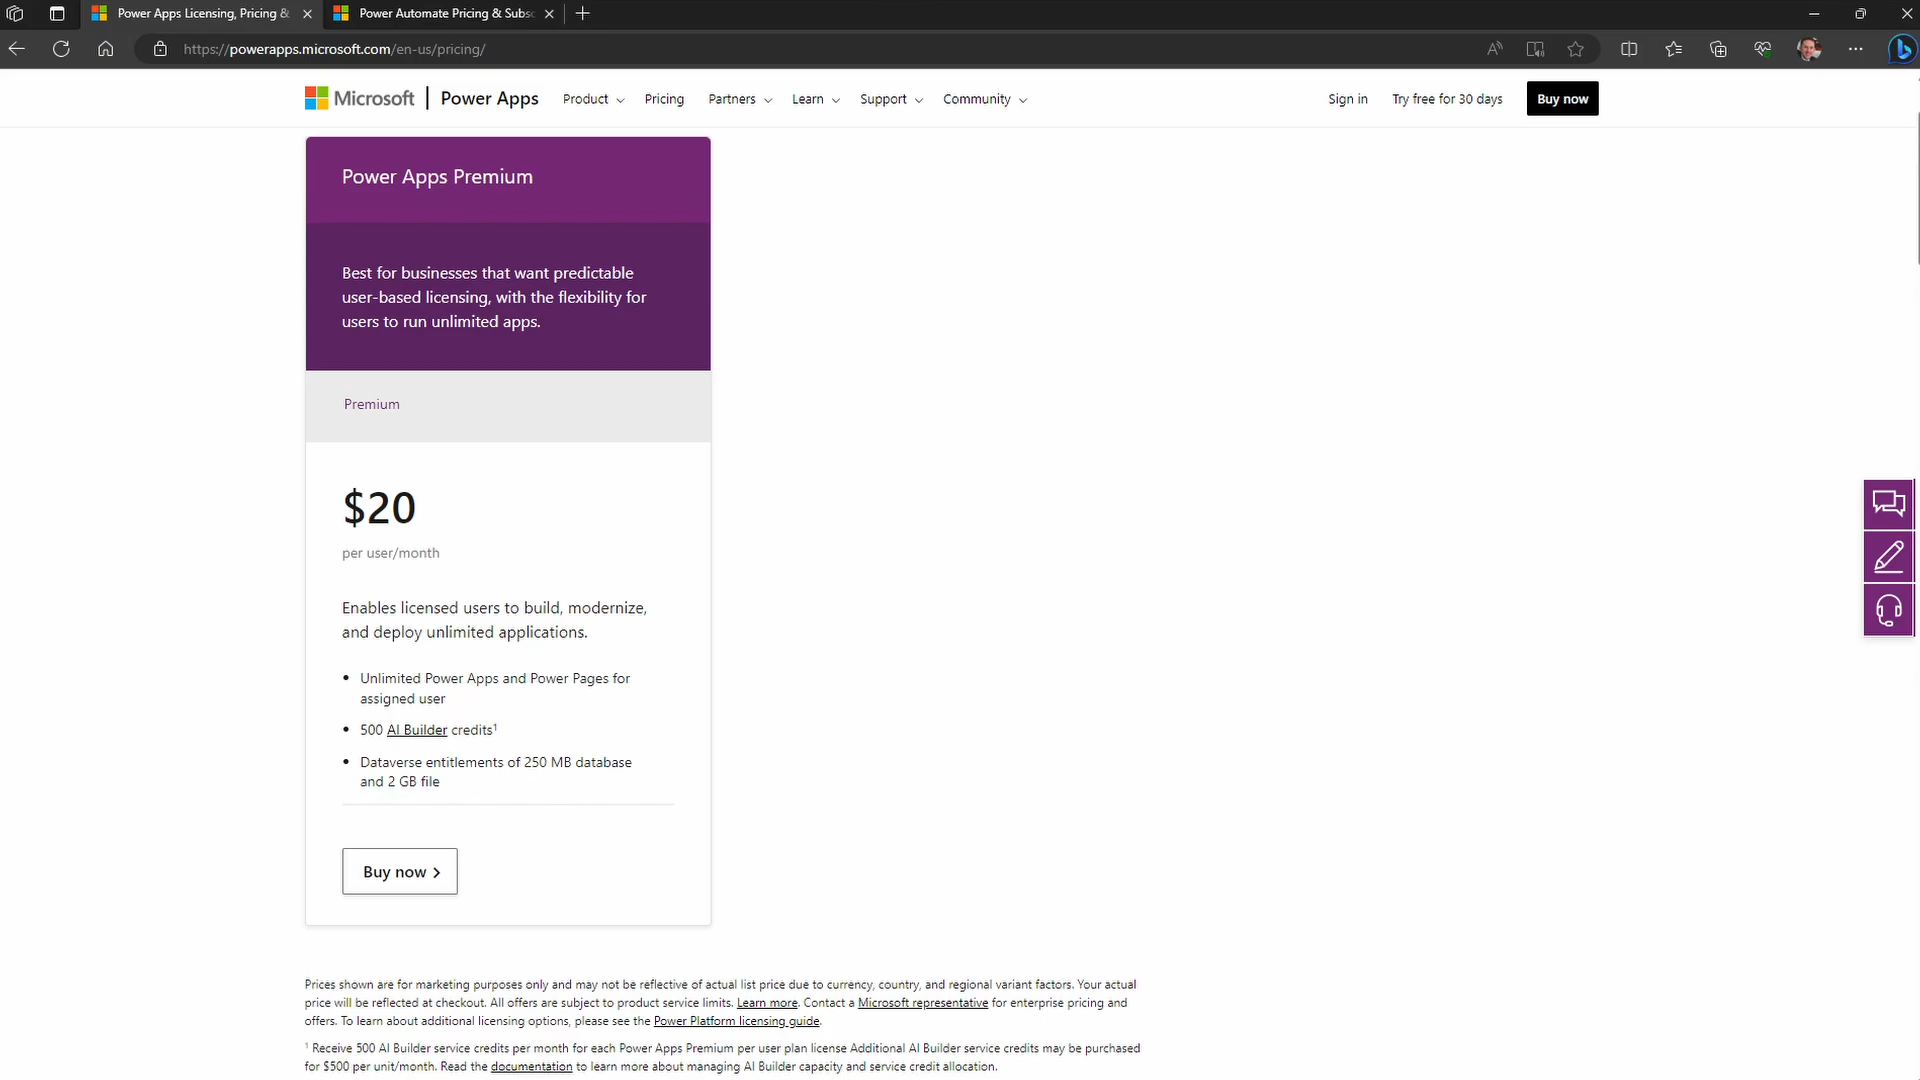 Power Apps Licensing, Pricing &
Power Automate Pricing & Subsc
https://powerapps.microsoft.com/en-us/pricing/
Microsoft | Power Apps Product Pricing Partners Learn Support Community Sign in Try free for 30 days Buy now
Power Apps Premium
Best for businesses that want predictable
user-based licensing, with the flexibility for
users to run unlimited apps.
Premium
$20
per user/month
Enables licensed users to build, modernize,
and deploy unlimited applications.
• Unlimited Power Apps and Power Pages for
assigned user
• 500 AI Builder credits¹
• Dataverse entitlements of 250 MB database
and 2 GB file
Buy now
Prices shown are for marketing purposes only and may not be reflective of actual list price due to currency, country, and regional variant factors. Your actual
price will be reflected at checkout. All offers are subject to product service limits. Learn more. Contact a Microsoft representative for enterprise pricing and
offers. To learn about additional licensing options, please see the Power Platform licensing guide.
¹ Receive 500 AI Builder service credits per month for each Power Apps Premium per user plan license Additional AI Builder service credits may be purchased
for $500 per unit/month. Read the documentation to learn more about managing AI Builder capacity and service credit allocation.